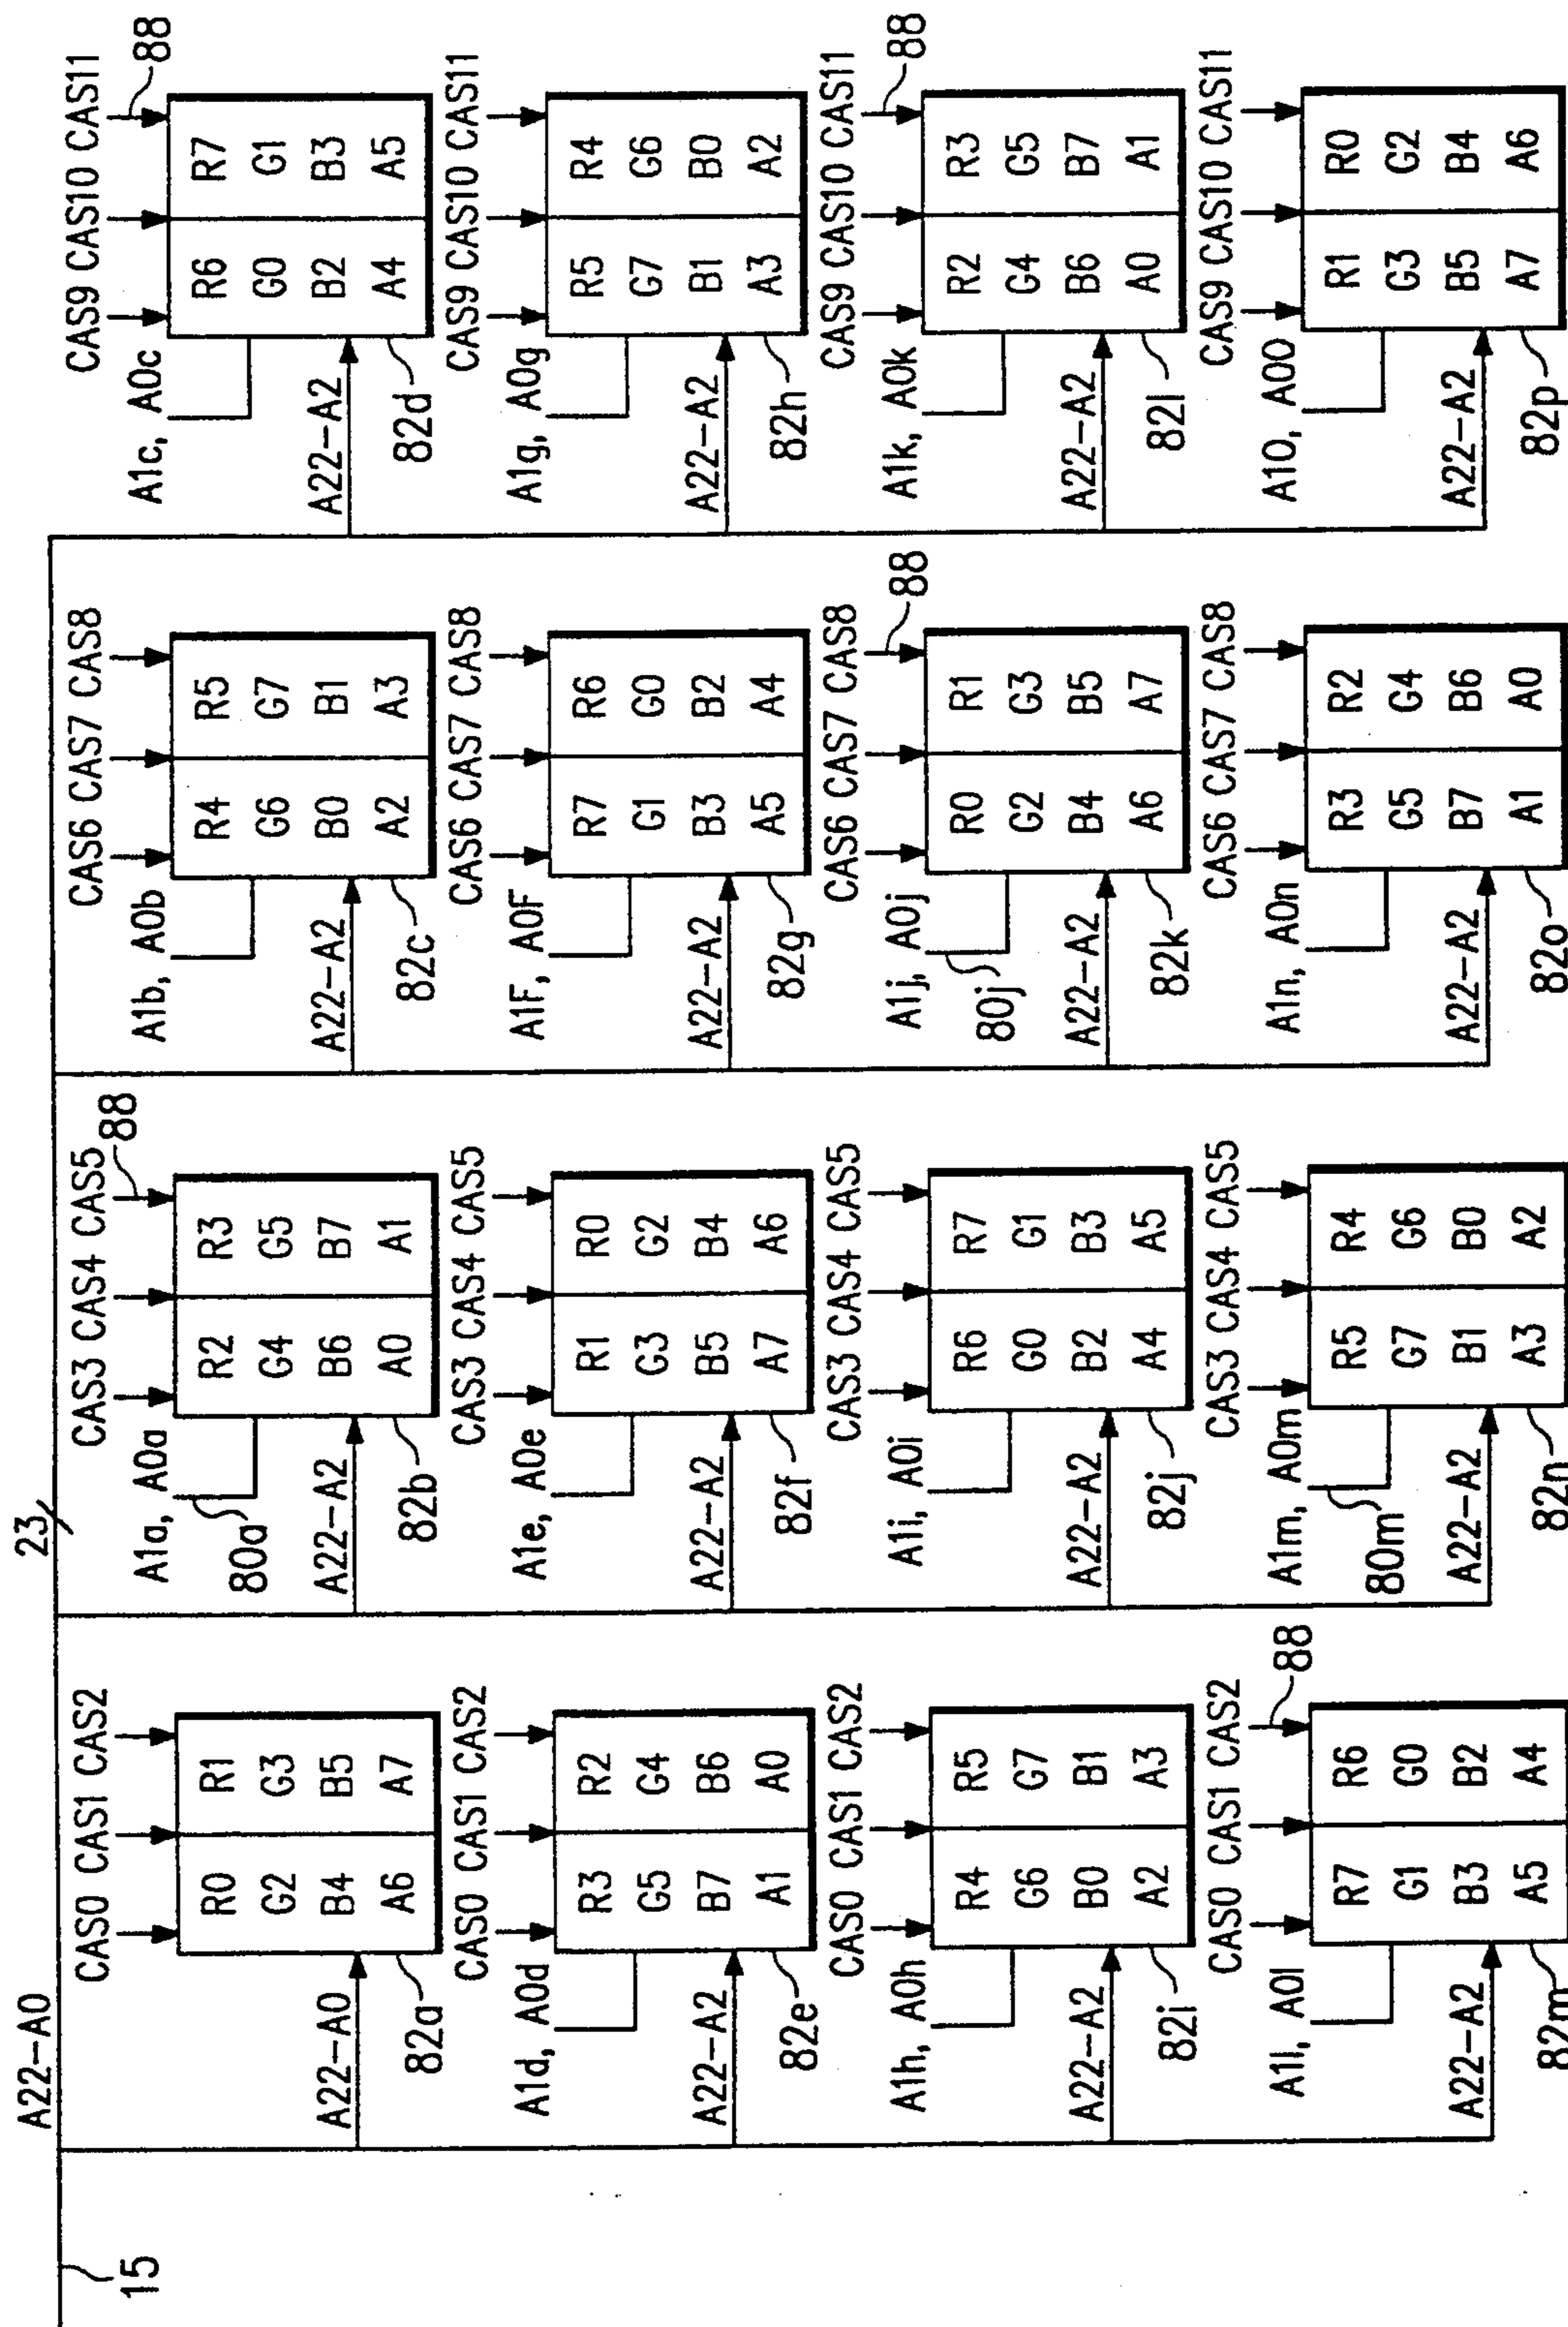 A22-A0
23
15
CAS0 CAS1 CAS2
R0 R1
G2 G3
B4 B5
A6 A7
A22-A0
82a
CAS3 CAS4 CAS5
88
A1a, A0a
80a
R2 R3
G4 G5
B6 B7
A0 A1
A22-A2
82b
CAS6 CAS7 CAS8
A1b, A0b
R4 R5
G6 G7
B0 B1
A2 A3
A22-A2
82c
CAS9 CAS10 CAS11
88
A1c, A0c
R6 R7
G0 G1
B2 B3
A4 A5
A22-A2
82d
CAS0 CAS1 CAS2
A1d, A0d
R3 R2
G5 G4
B7 B6
A1 A0
A22-A2
82e
CAS3 CAS4 CAS5
A1e, A0e
R1 R0
G3 G2
B5 B4
A7 A6
A22-A2
82f
CAS6 CAS7 CAS8
A1F, A0F
R7 R6
G1 G0
B3 B2
A5 A4
A22-A2
82g
CAS9 CAS10 CAS11
A1g, A0g
R5 R4
G7 G6
B1 B0
A3 A2
A22-A2
82h
CAS0 CAS1 CAS2
A1h, A0h
R4 R5
G6 G7
B0 B1
A2 A3
A22-A2
82i
CAS3 CAS4 CAS5
A1i, A0i
R6 R7
G0 G1
B2 B3
A4 A5
A22-A2
82j
CAS6 CAS7 CAS8
88
A1j, A0j
80j
R0 R1
G2 G3
B4 B5
A6 A7
A22-A2
82k
CAS9 CAS10 CAS11
88
A1k, A0k
R2 R3
G4 G5
B6 B7
A0 A1
A22-A2
82l
CAS0 CAS1 CAS2
88
A1l, A0l
R7 R6
G1 G0
B3 B2
A5 A4
A22-A2
82m
CAS3 CAS4 CAS5
A1m, A0m
80m
R5 R4
G7 G6
B1 B0
A3 A2
A22-A2
82n
CAS6 CAS7 CAS8
A1n, A0n
R3 R2
G5 G4
B7 B6
A1 A0
A22-A2
82o
CAS9 CAS10 CAS11
A1O, A0O
R1 R0
G3 G2
B5 B4
A7 A6
A22-A2
82p